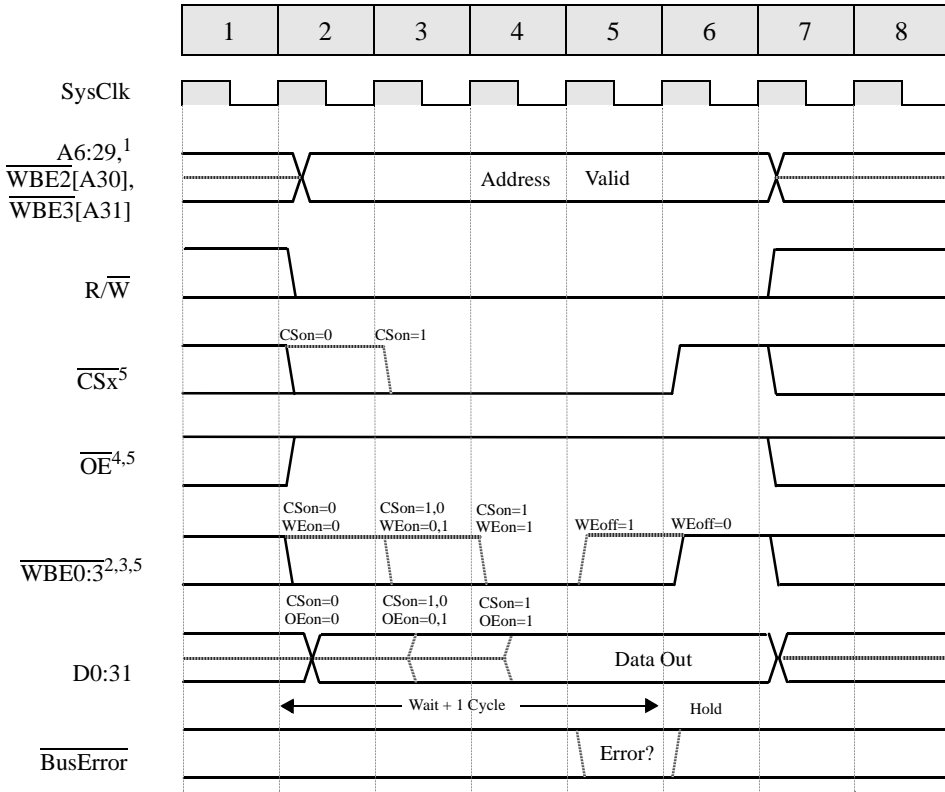 1 2 3 4 5 6 7 8
SysClk
A6:29,1
WBE2[A30],
WBE3[A31]
Address Valid
R/W
CSon=0 CSon=1
CSx5
OE4,5
CSon=0 CSon=1,0 CSon=1
WEon=0 WEon=0,1 WEon=1 WEoff=1 WEoff=0
WBE0:32,3,5
CSon=0 CSon=1,0 CSon=1
OEon=0 OEon=0,1 OEon=1
D0:31
Data Out
Wait + 1 Cycle Hold
BusError
Error?